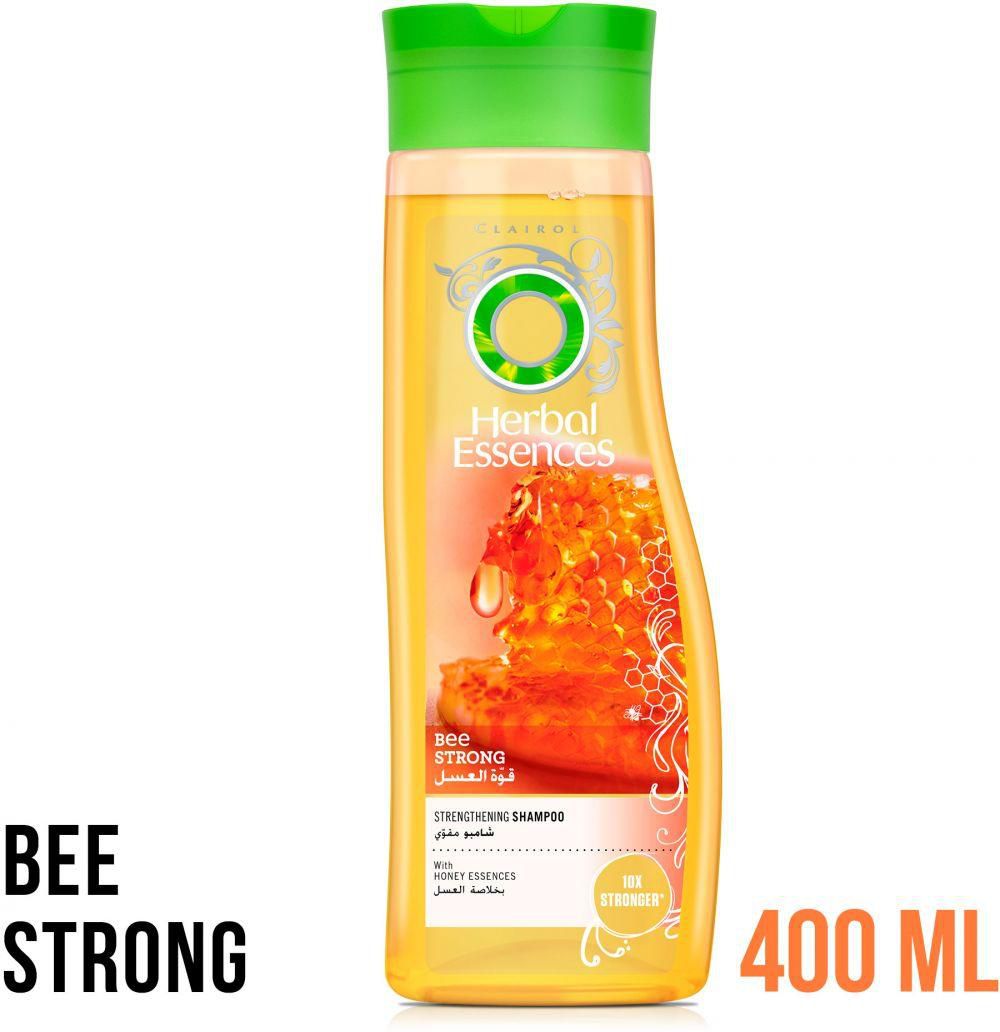 CLAIROL
Herbal
Essences
Bee
STRONG
قوّة العسل
STRENGTHENING SHAMPOO
شامبو مقوّي
With
HONEY ESSENCES
بخلاصة العسل
10X
STRONGER*
BEE
STRONG
400 ML